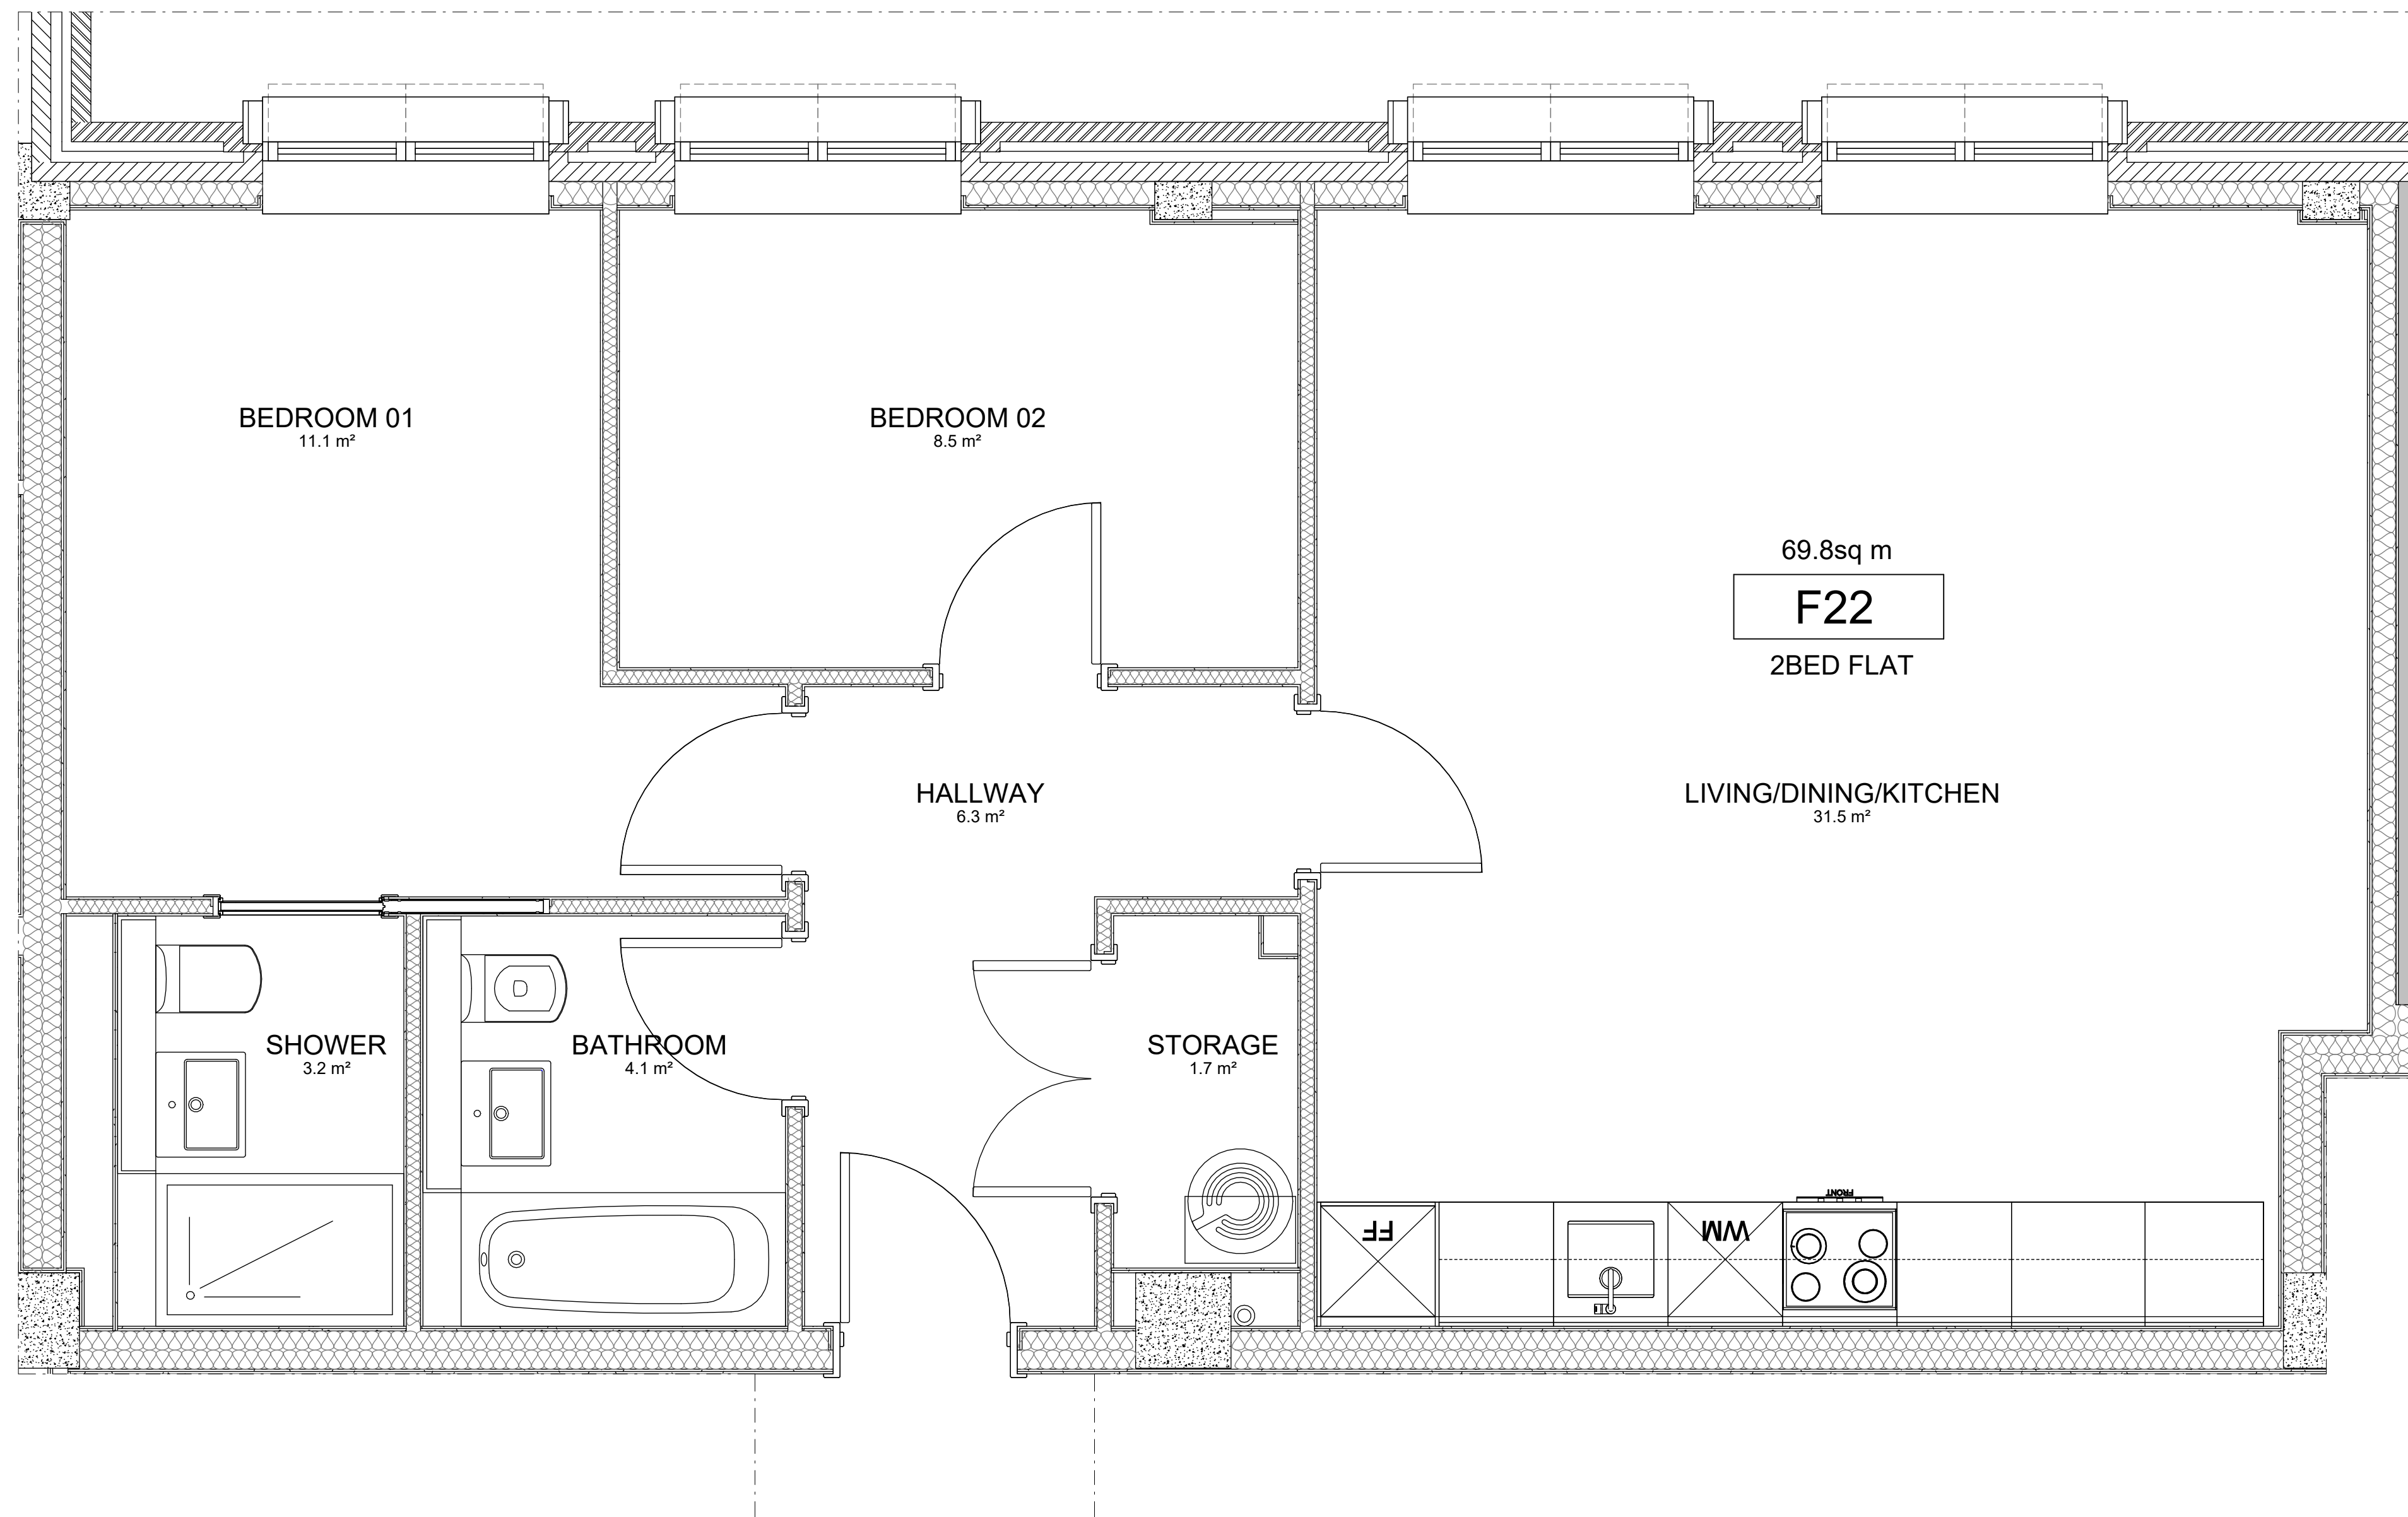 BEDROOM 01
11.1 m²
BEDROOM 02
8.5 m²
69.8sq m
F22
2BED FLAT
HALLWAY
6.3 m²
LIVING/DINING/KITCHEN
31.5 m²
SHOWER
3.2 m²
BATHROOM
4.1 m²
STORAGE
1.7 m²
FRONT
FF
WM